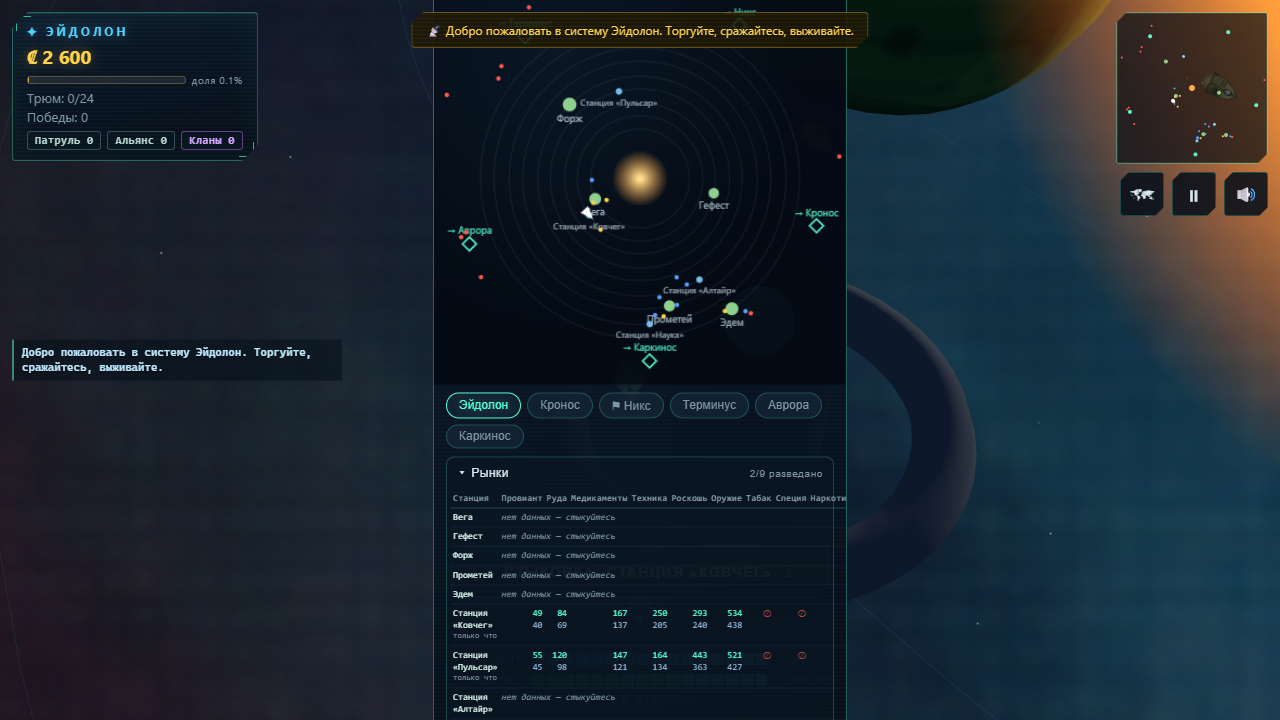 ✦ ЭЙДОЛОН
₡ 2 600
доля 0.1%
Трюм: 0/24
Победы: 0
Патруль 0 Альянс 0 Кланы 0
Добро пожаловать в систему Эйдолон. Торгуйте, сражайтесь, выживайте.
Никс
Станция «Пульсар»
Форж
Гефест
Станция «Ковчег»
→ Аврора
→ Кронос
Станция «Алтайр»
Прометей
Эдем
Станция «Наука»
→ Каркинос
Добро пожаловать в систему Эйдолон. Торгуйте,
сражайтесь, выживайте.
Эйдолон Кронос ⚑ Никс Терминус Аврора
Каркинос
Рынки 2/9 разведано
Станция Провиант Руда Медикаменты Техника Роскошь Оружие Табак Специя Наркоти
Вега нет данных — стыкуйтесь
Гефест нет данных — стыкуйтесь
Форж нет данных — стыкуйтесь
Прометей нет данных — стыкуйтесь
Эдем нет данных — стыкуйтесь
Станция 49 84 167 250 293 534
«Ковчег» 40 69 137 205 240 438
только что
Станция 55 120 147 164 443 521
«Пульсар» 45 98 121 134 363 427
только что
Станция нет данных — стыкуйтесь
«Алтайр»